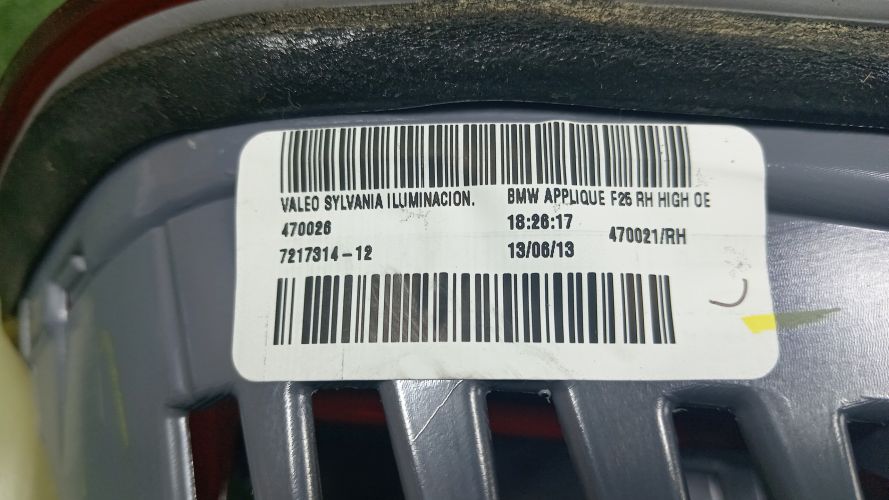 VALEO SYLVANIA ILUMINACION. BMW APPLIQUE F25 RH HIGH OE
470026 18:26:17 470021/RH
7217314-12 13/06/13